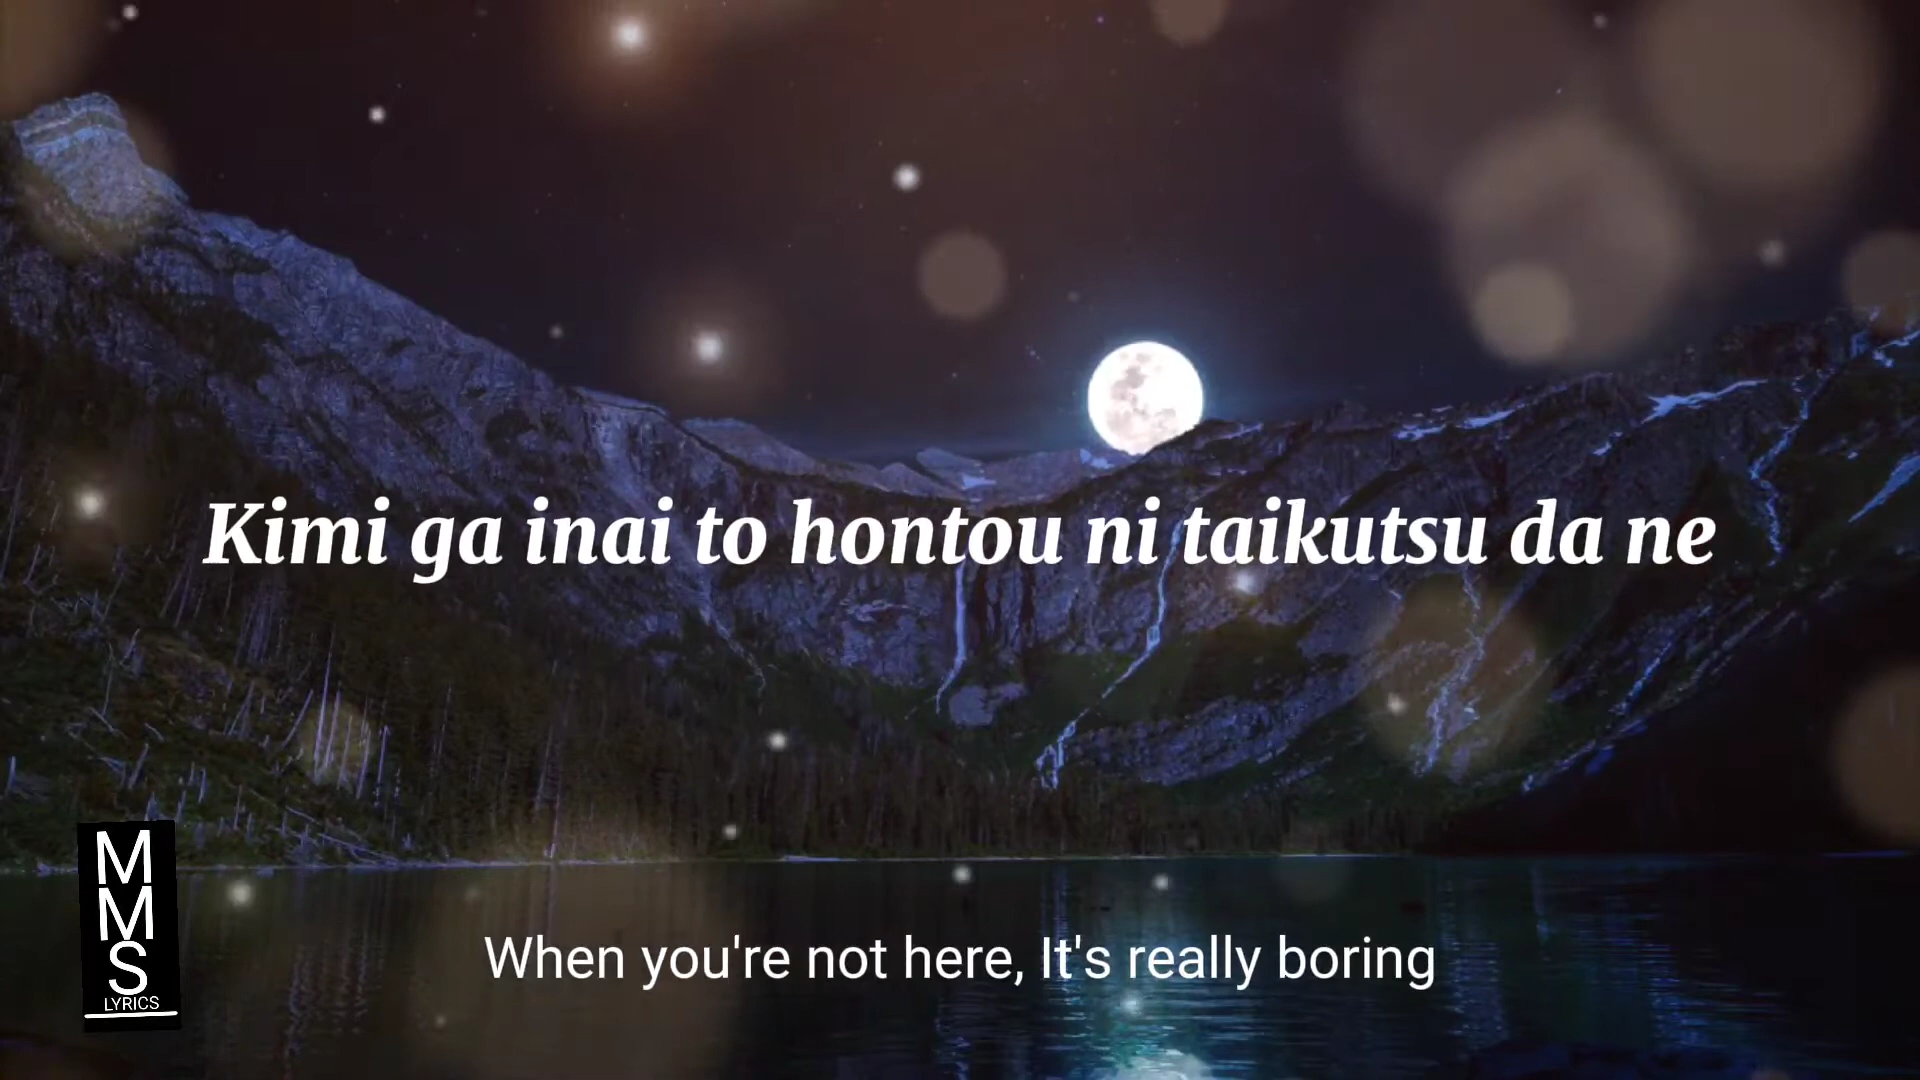 Kimi ga inai to hontou ni taikutsu da ne
M
M
S
LYRICS
When you're not here, It's really boring